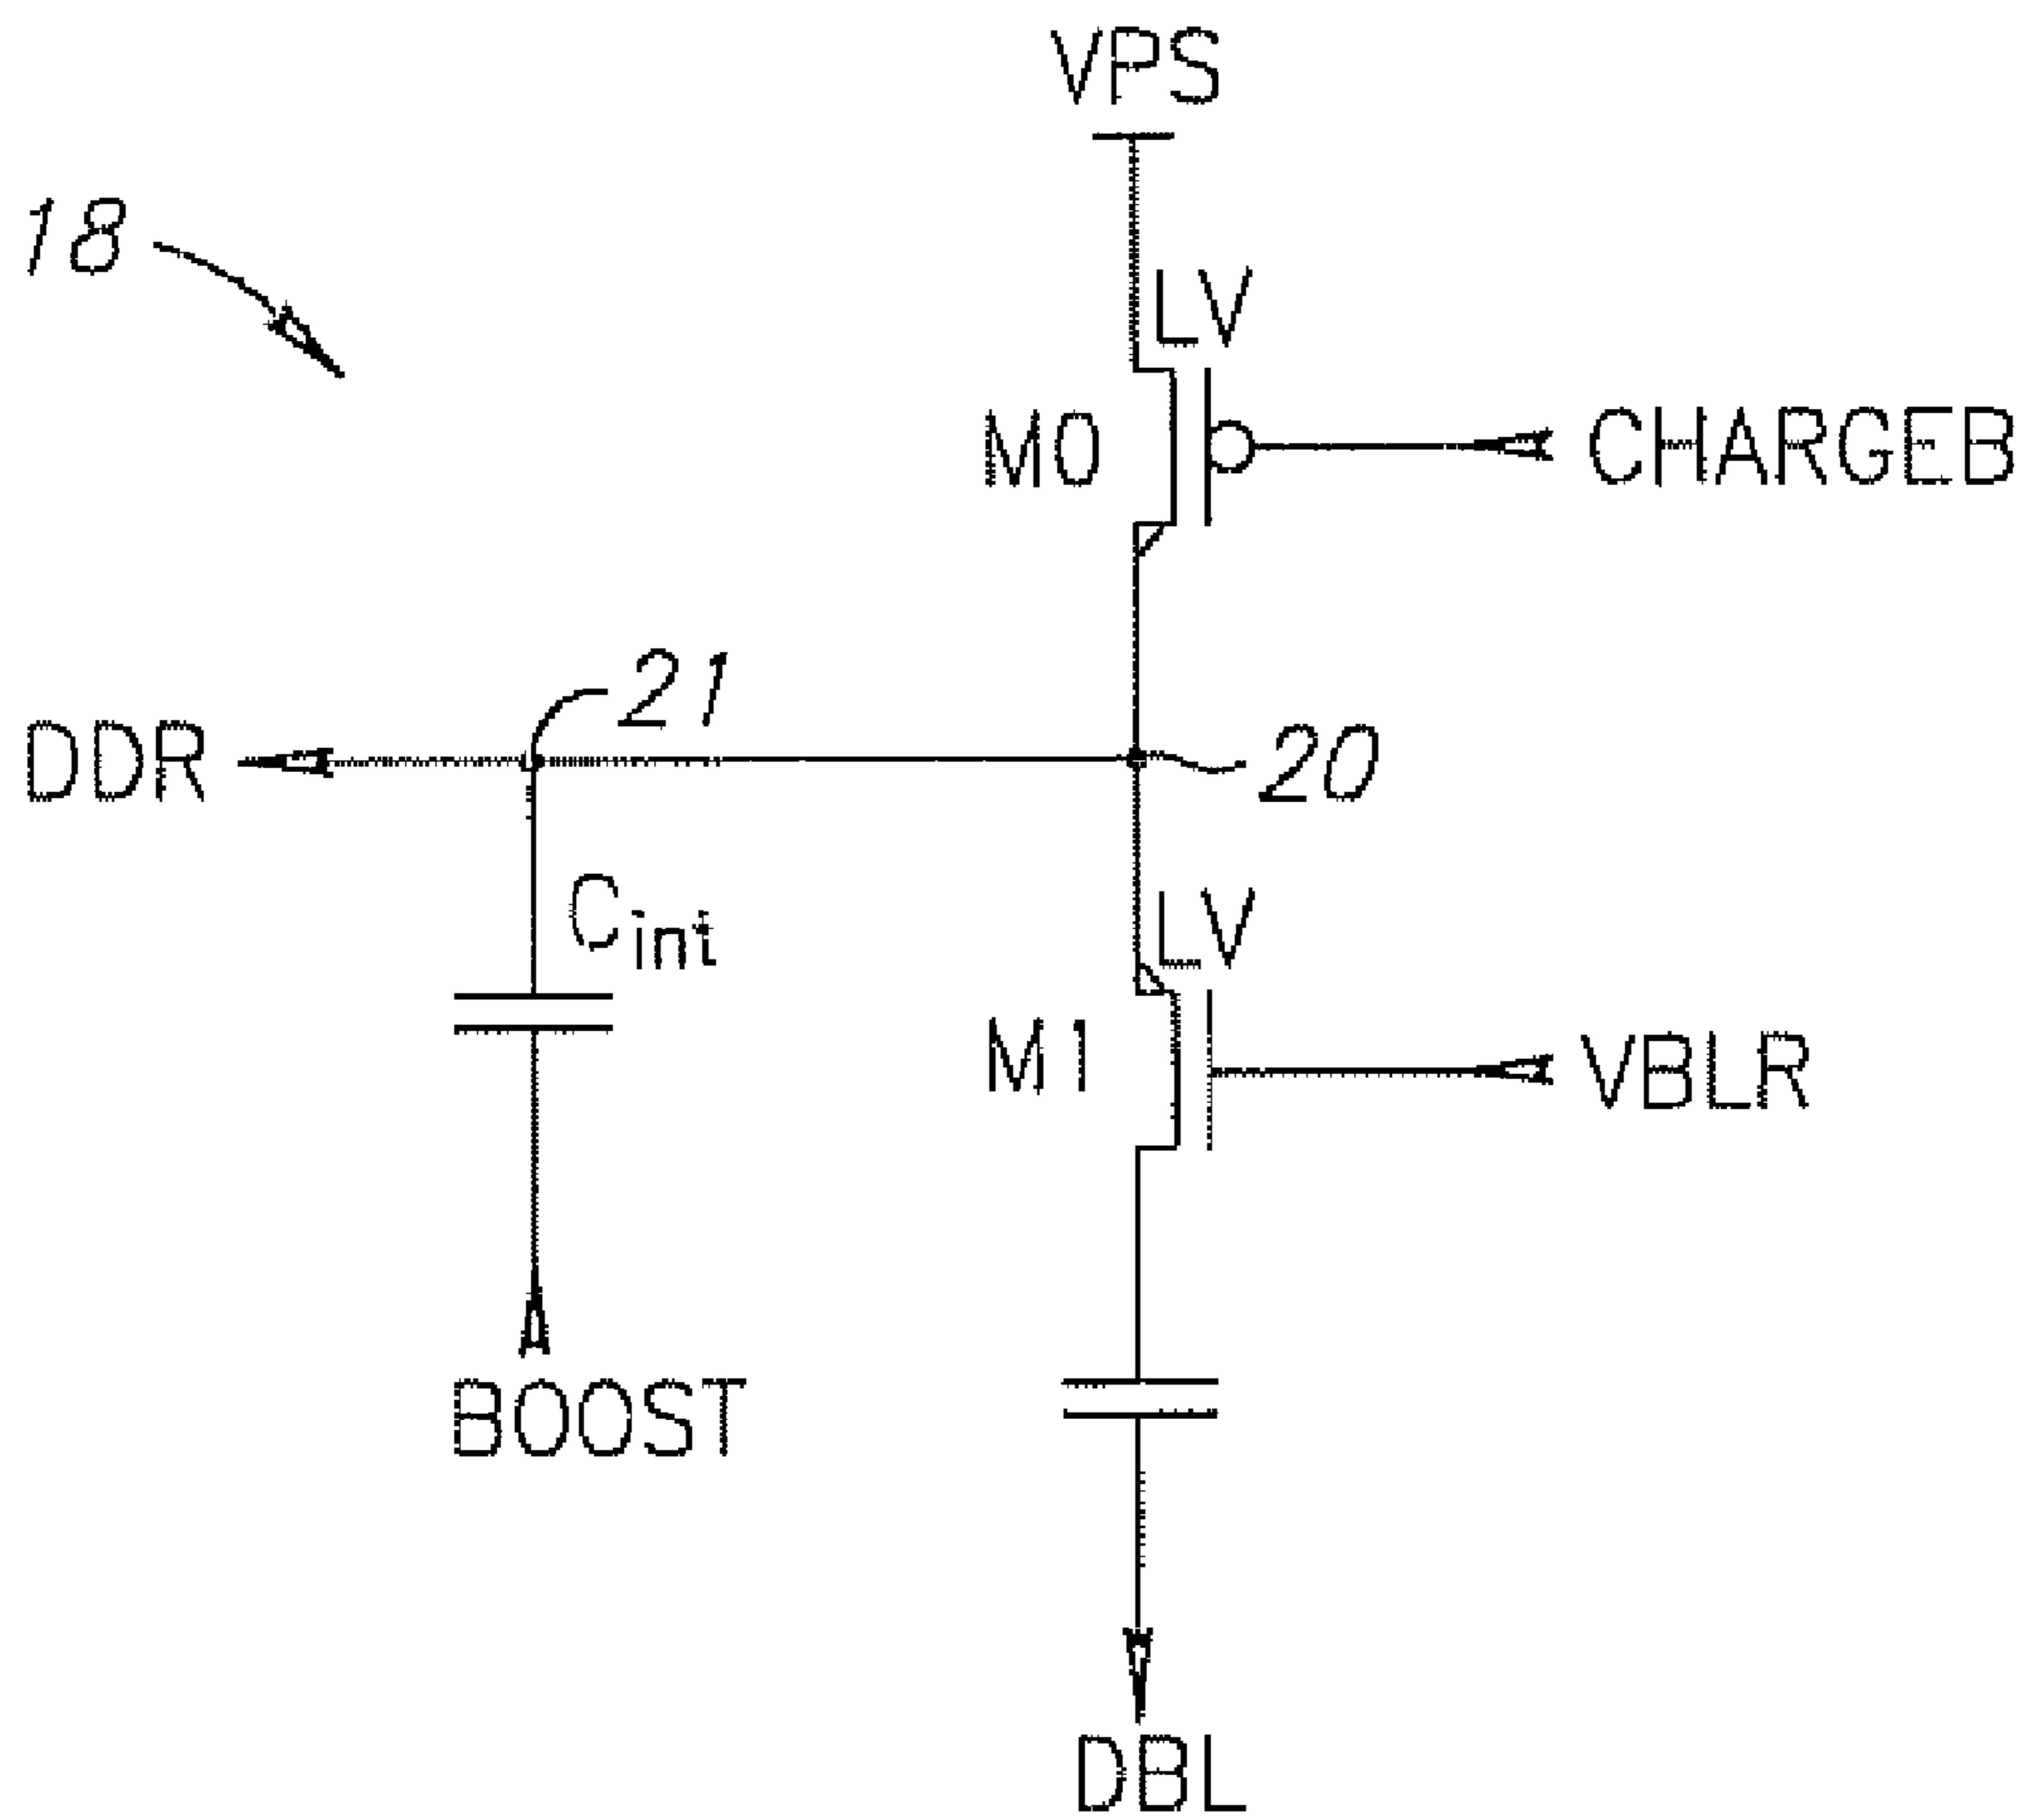 VPS
18
LV
M0
CHARGEB
21
DDR
20
Cint
LV
M1
VBLR
BOOST
DBL